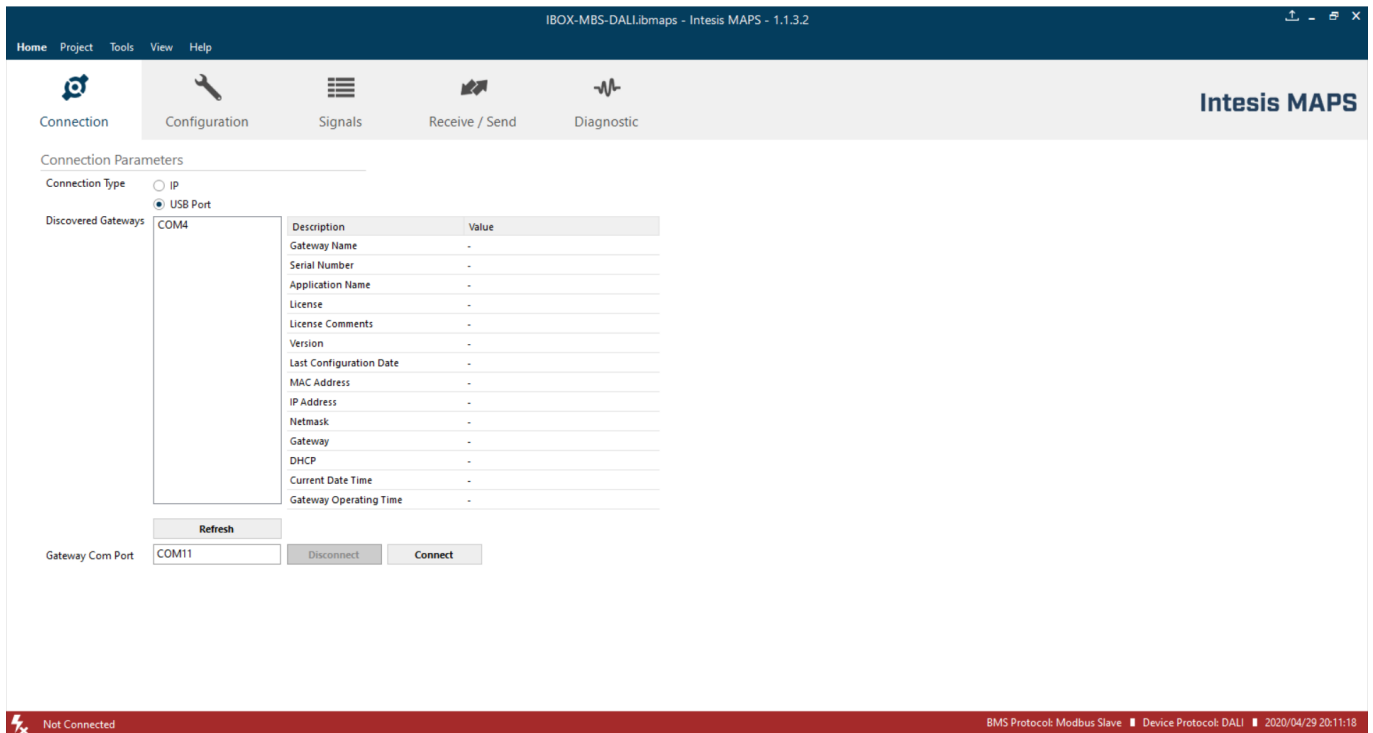 IBOX-MBS-DALI.ibmaps - Intesis MAPS - 1.1.3.2
Home Project Tools View Help
Connection Configuration Signals Receive / Send Diagnostic
Intesis MAPS
Connection Parameters
Connection Type
IP
USB Port
Discovered Gateways
COM4
Description Value
Gateway Name -
Serial Number -
Application Name -
License -
License Comments -
Version -
Last Configuration Date -
MAC Address -
IP Address -
Netmask -
Gateway -
DHCP -
Current Date Time -
Gateway Operating Time -
Refresh
Gateway Com Port COM11 Disconnect Connect
Not Connected
BMS Protocol: Modbus Slave Device Protocol: DALI 2020/04/29 20:11:18